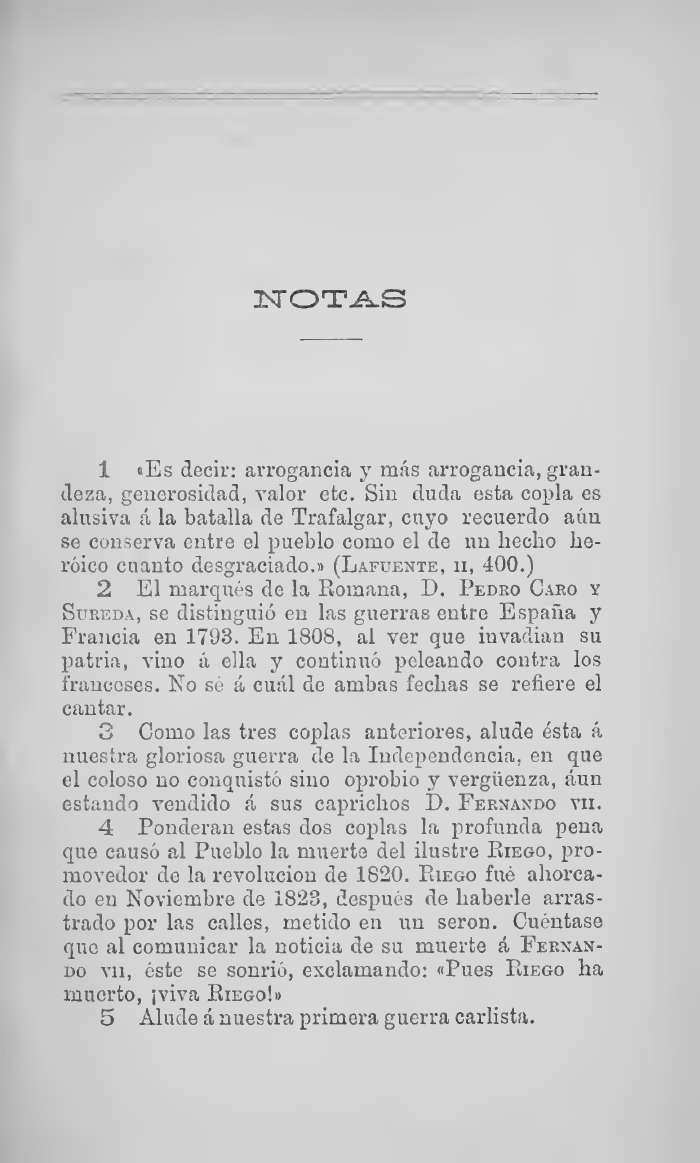 NOTAS
1 «Es decir: arrogancia y más arrogancia, gran-
deza, generosidad, valor etc. Sin duda esta copla es
alusiva á la batalla de Trafalgar, cuyo recuerdo aún
se conserva entre el pueblo como el de un hecho he-
róico cuanto desgraciado.» (LAFUENTE, II, 400.)
2 El marqués de la Romana, D. PEDRO CARO Y
SUREDA, se distinguió en las guerras entre España y
Francia en 1793. En 1808, al ver que invadian su
patria, vino á ella y continuó peleando contra los
franceses. No sé á cuál de ambas fechas se refiere el
cantar.
3 Como las tres coplas anteriores, alude ésta á
nuestra gloriosa guerra de la Independencia, en que
el coloso no conquistó sino oprobio y vergüenza, áun
estando vendido á sus caprichos D. FERNANDO VII.
4 Ponderan estas dos coplas la profunda pena
que causó al Pueblo la muerte del ilustre RIEGO, pro-
movedor de la revolucion de 1820. RIEGO fué ahorca-
do en Noviembre de 1823, después de haberle arras-
trado por las calles, metido en un seron. Cuéntase
que al comunicar la noticia de su muerte á FERNAN-
DO VII, éste se sonrió, exclamando: «Pues RIEGO ha
muerto, ¡viva RIEGO!»
5 Alude á nuestra primera guerra carlista.